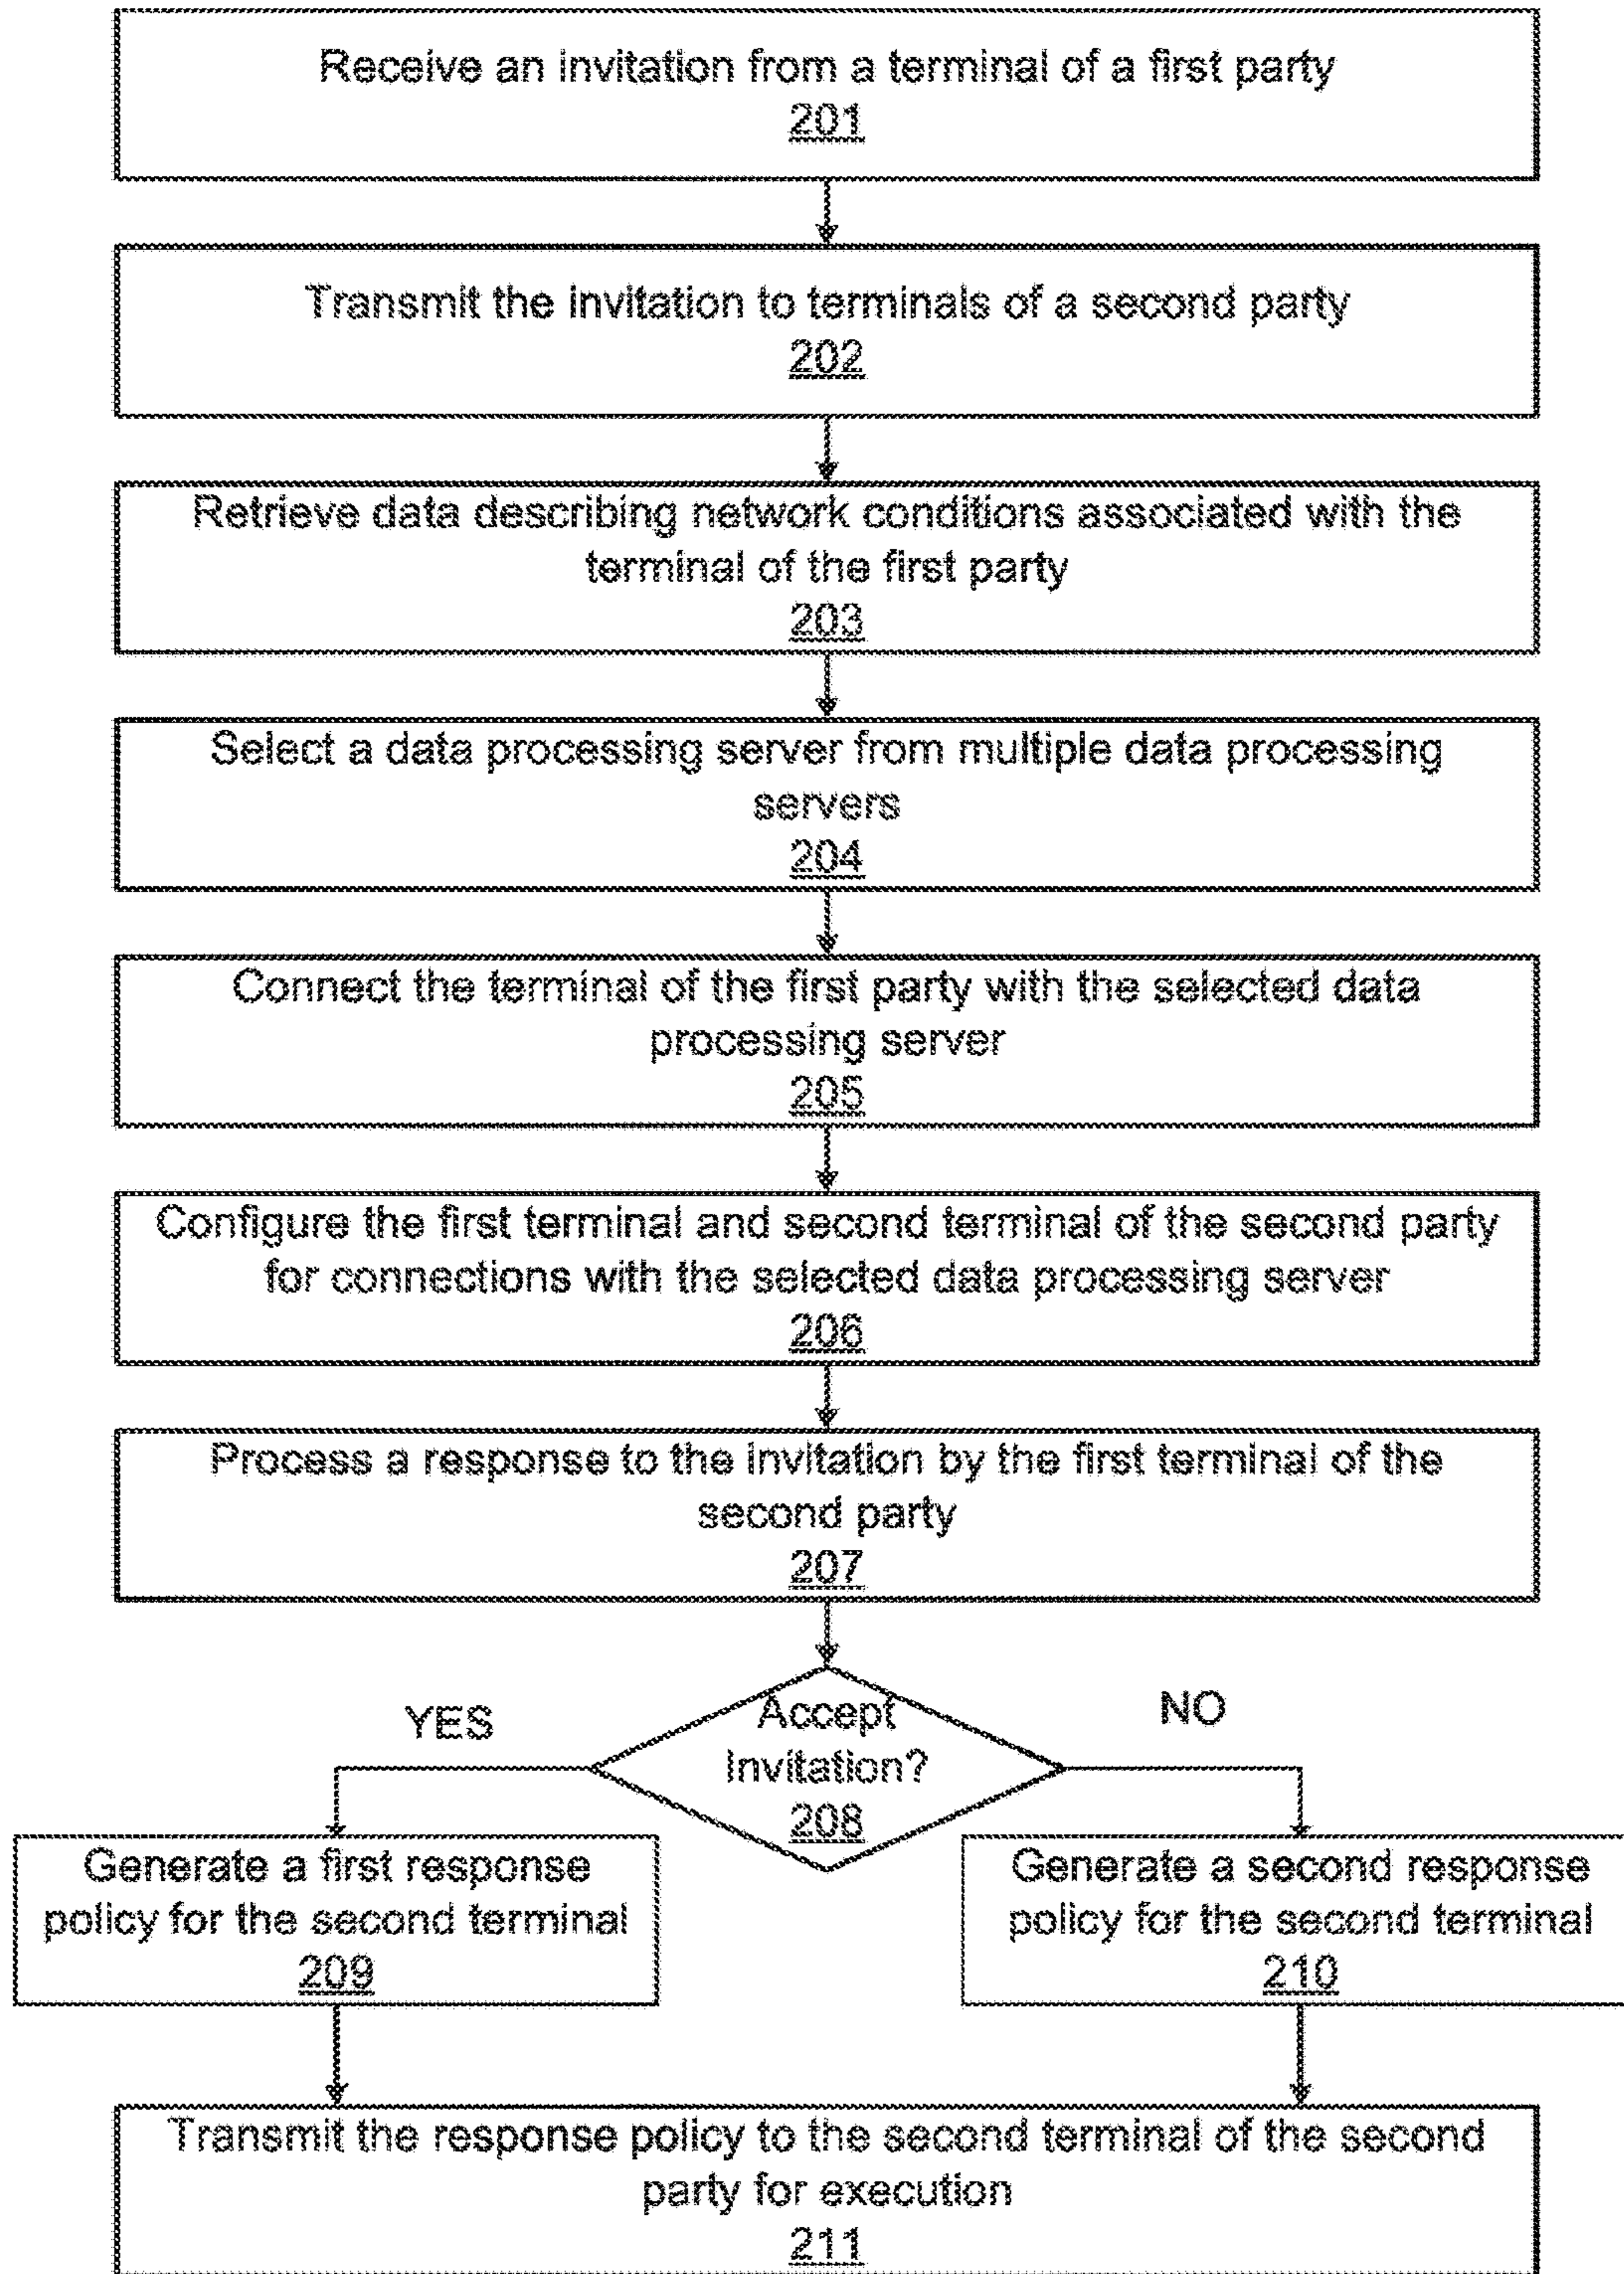 Receive an invitation from a terminal of a first party
201
Transmit the invitation to terminals of a second party
202
Retrieve data describing network conditions associated with the
terminal of the first party
203
Select a data processing server from multiple data processing
servers
204
Connect the terminal of the first party with the selected data
processing server
205
Configure the first terminal and second terminal of the second party
for connections with the selected data processing server
206
Process a response to the invitation by the first terminal of the
second party
207
YES
NO
Accept
Invitation?
208
Generate a first response
policy for the second terminal
209
Generate a second response
policy for the second terminal
210
Transmit the response policy to the second terminal of the second
party for execution
211